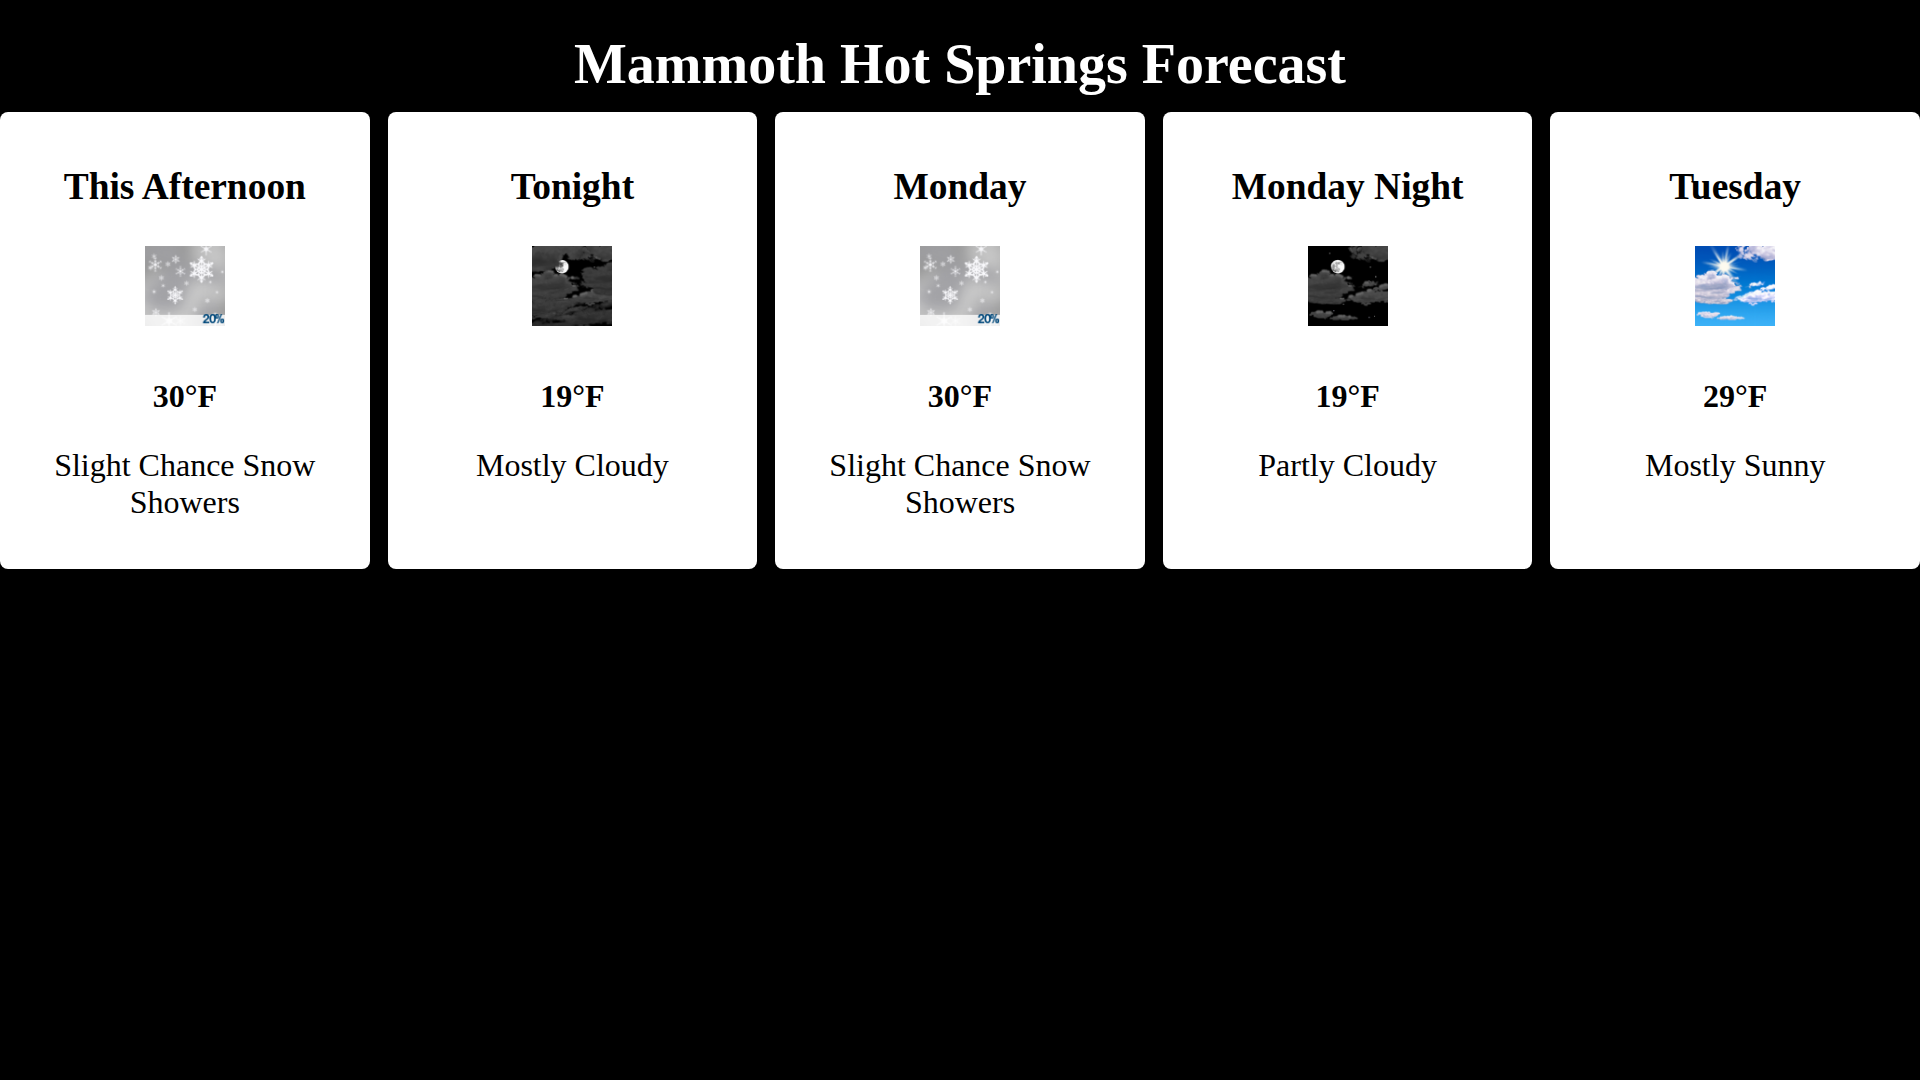 Mammoth Hot Springs Forecast
This Afternoon
20%
30°F
Slight Chance Snow
Showers
Tonight
19°F
Mostly Cloudy
Monday
20%
30°F
Slight Chance Snow
Showers
Monday Night
19°F
Partly Cloudy
Tuesday
29°F
Mostly Sunny